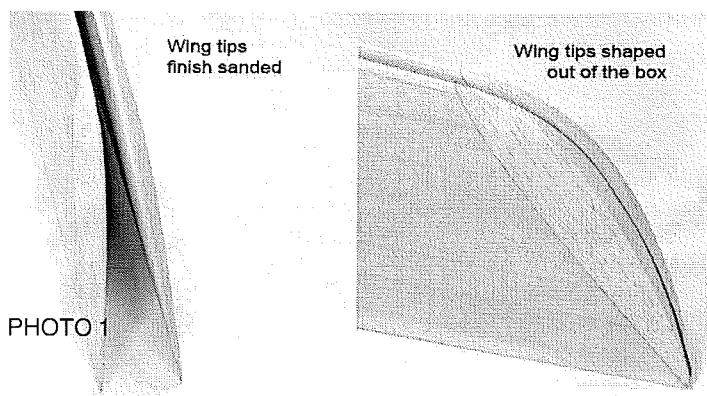 Wing tips
finish sanded
Wing tips shaped
out of the box
PHOTO 1